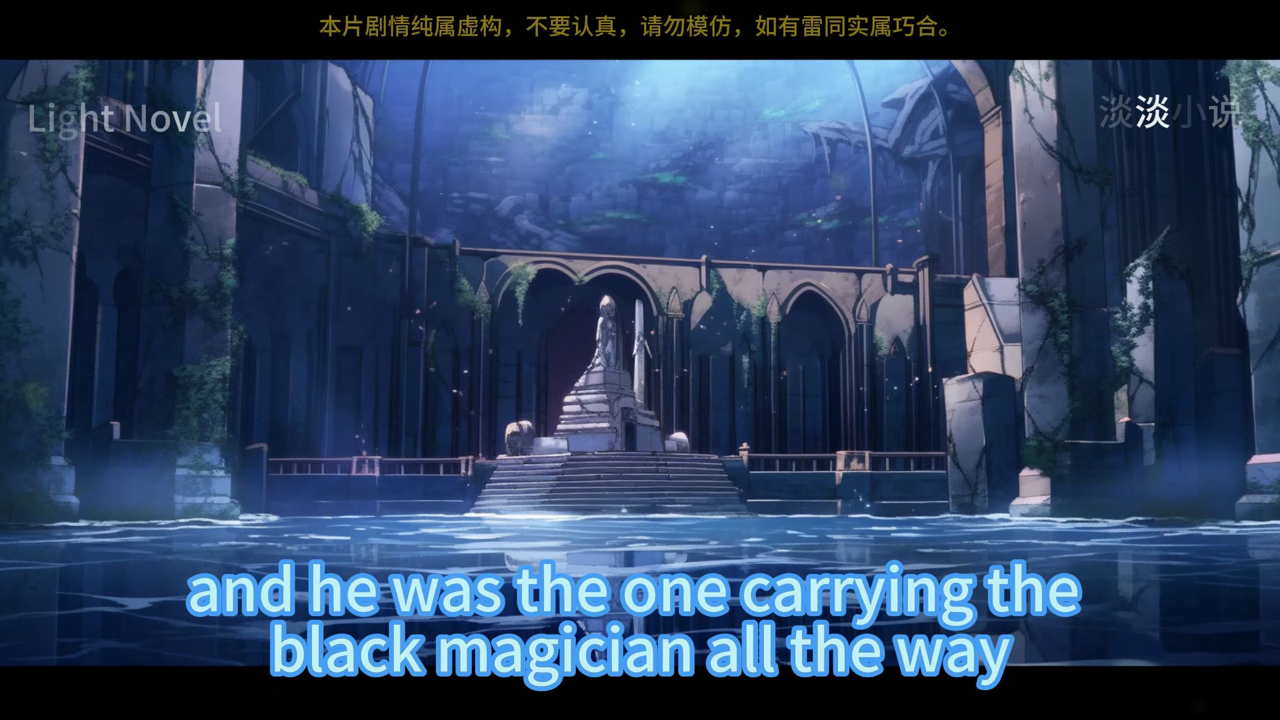 本片剧情纯属虚构，不要认真，请勿模仿，如有雷同实属巧合。
Light Novel
淡淡小说
and he was the one carrying the
black magician all the way